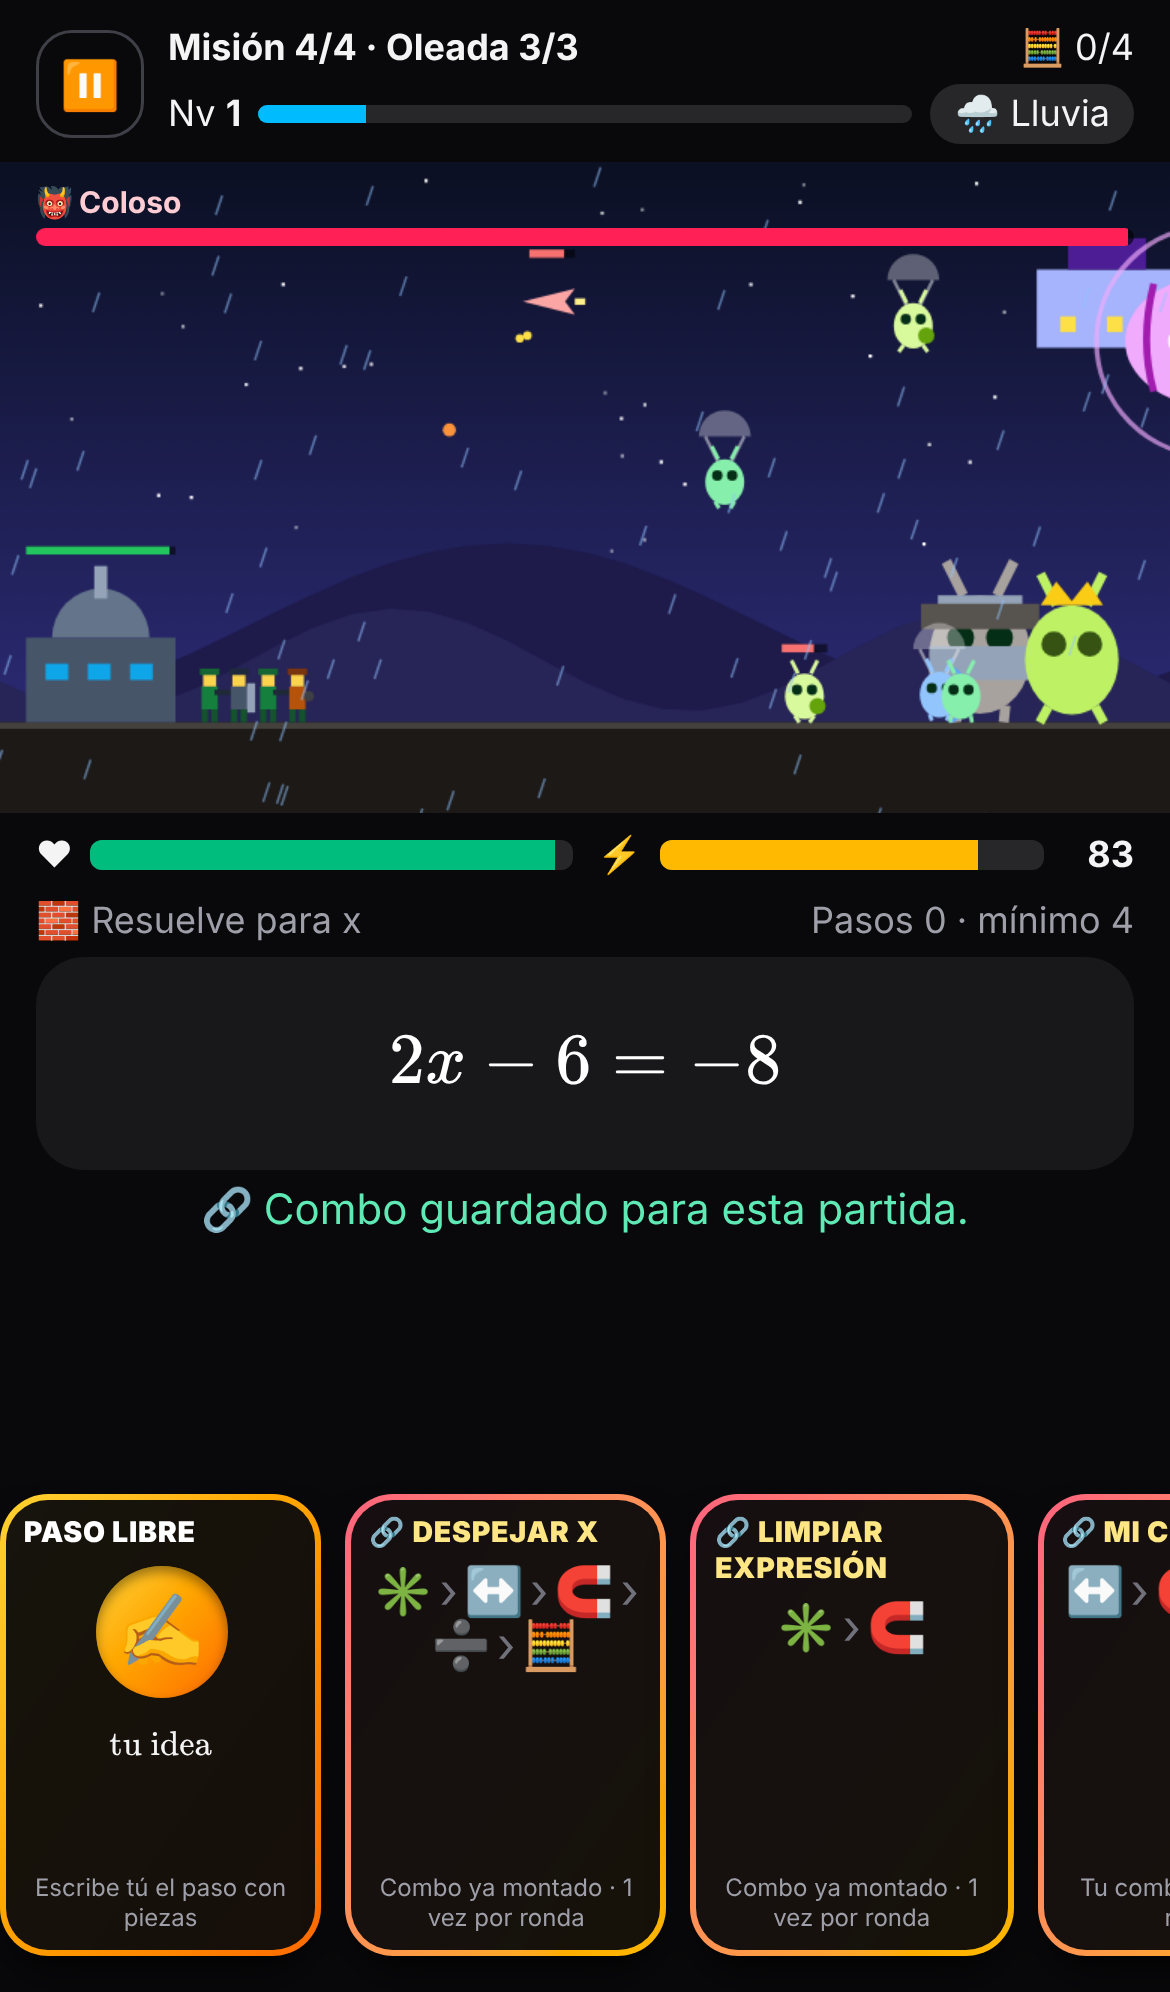 Misión 4/4 · Oleada 3/3
🧮 0/4
Nv 1
🌧️ Lluvia
👹 Coloso
83
🧱 Resuelve para x
Pasos 0 · mínimo 4
2x − 6 = −8
🔗 Combo guardado para esta partida.
PASO LIBRE
tu idea
Escribe tú el paso con
piezas
🔗 DESPEJAR X
Combo ya montado · 1
vez por ronda
🔗 LIMPIAR
EXPRESIÓN
Combo ya montado · 1
vez por ronda
🔗 MI C
Tu comb